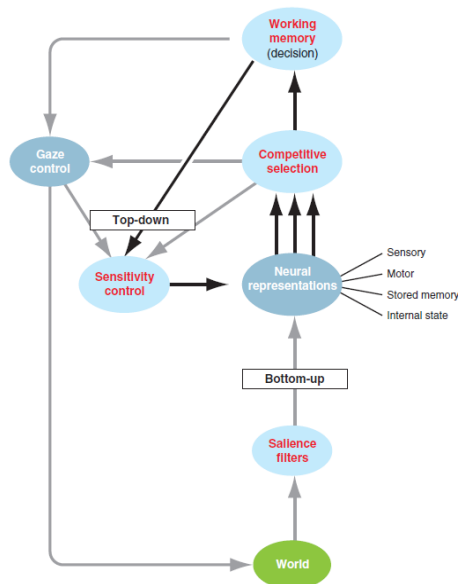 Working
memory
(decision)
Gaze
control
Competitive
selection
Top-down
Sensitivity
control
Neural
representations
Sensory
Motor
Stored memory
Internal state
Bottom-up
Salience
filters
World